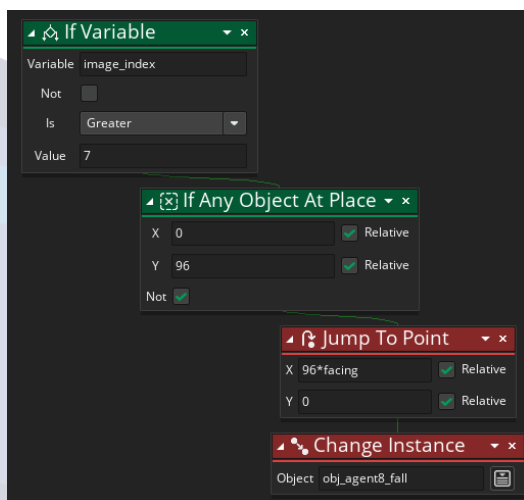 If Variable
Variable image_index
Not
Is Greater
Value 7
If Any Object At Place
X 0 Relative
Y 96 Relative
Not
Jump To Point
X 96*facing Relative
Y 0 Relative
Change Instance
Object obj_agent8_fall